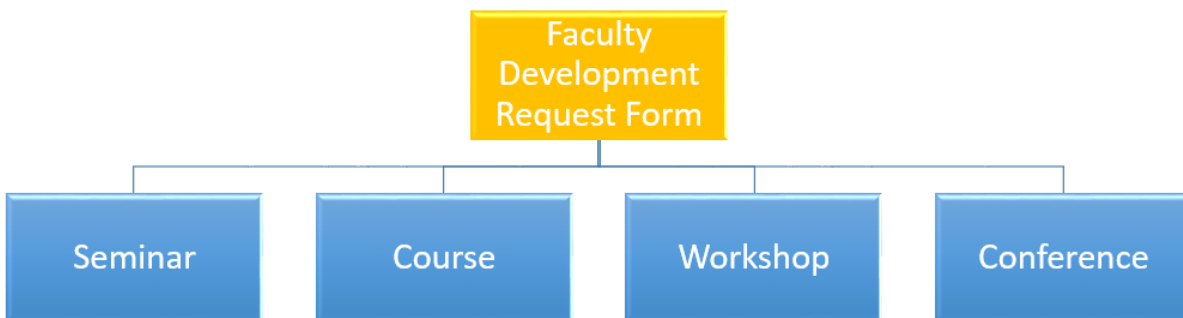 Faculty
Development
Request Form
Seminar
Course
Workshop
Conference